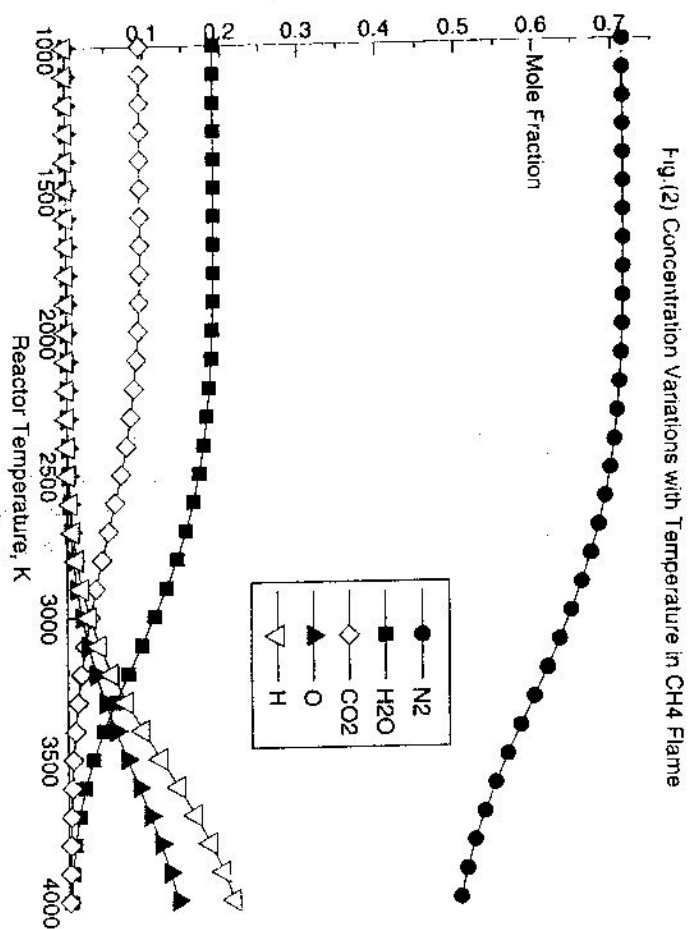 Fig.(2) Concentration Variations with Temperature in CH4 Flame
0.7
0.6
0.5
0.4
0.3
0.2
0.1
Mole Fraction
N2
H2O
CO2
O
H
1000 1500 2000 2500 3000 3500 4000
Reactor Temperature, K